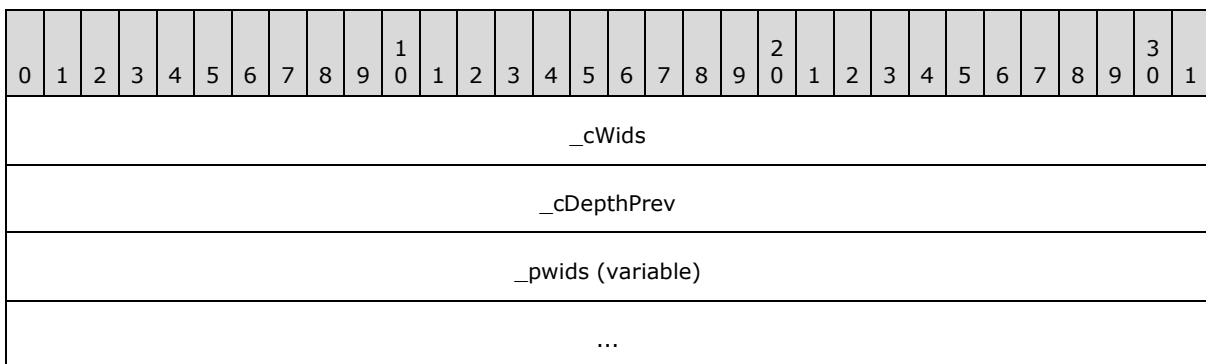 0 1 2 3 4 5 6 7 8 9 1 0 1 2 3 4 5 6 7 8 9 2 0 1 2 3 4 5 6 7 8 9 3 0 1
_cWids
_cDepthPrev
_pwids (variable)
...